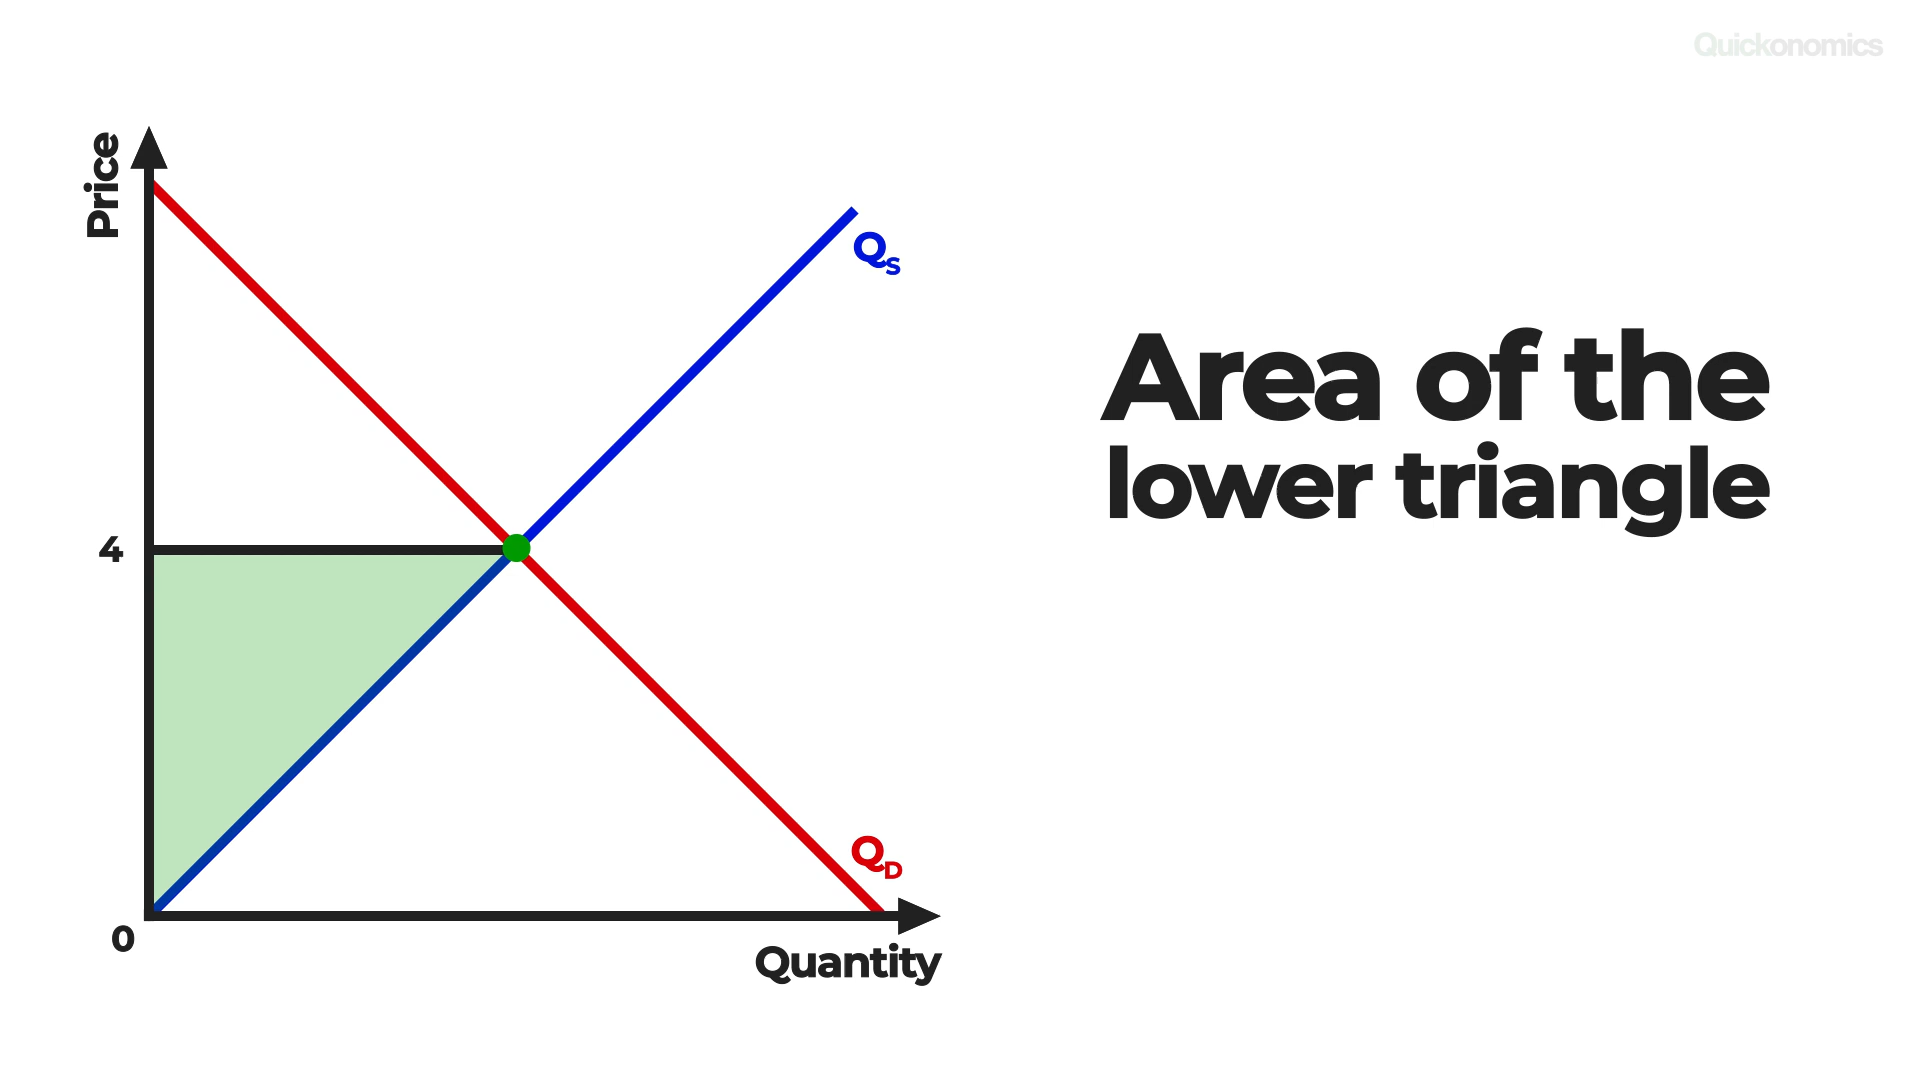 Quickonomics
Price
Qs
Area of the
lower triangle
4
QD
0
Quantity